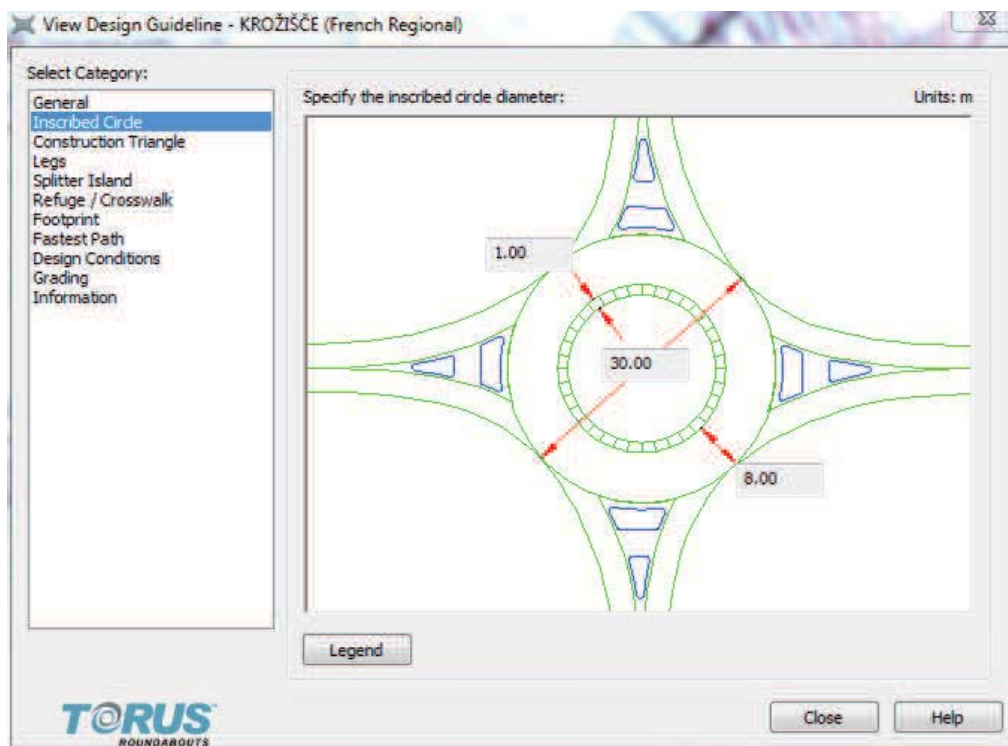 View Design Guideline - KROŽIŠČE (French Regional)
Select Category:
General
Inscribed Circle
Construction Triangle
Legs
Splitter Island
Refuge / Crosswalk
Footprint
Fastest Path
Design Conditions
Grading
Information
Specify the inscribed circle diameter:
Units: m
1.00
30.00
8.00
Legend
TORUS
ROUNDABOUTS
Close
Help